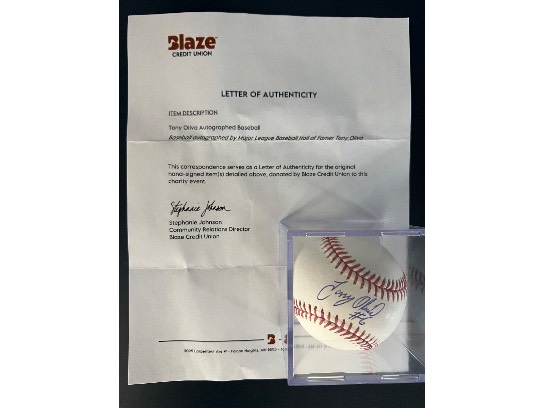 Blaze
CREDIT UNION
LETTER OF AUTHENTICITY
ITEM DESCRIPTION
Tony Oliva Autographed Baseball
Baseball autographed by Major League Baseball Hall of Famer Tony Oliva
This correspondence serves as a Letter of Authenticity for the original
hand-signed item(s) detailed above, donated by Blaze Credit Union to this
charity event.
Stephanie Johnson
Stephanie Johnson
Community Relations Director
Blaze Credit Union
Tony Oliva
#6